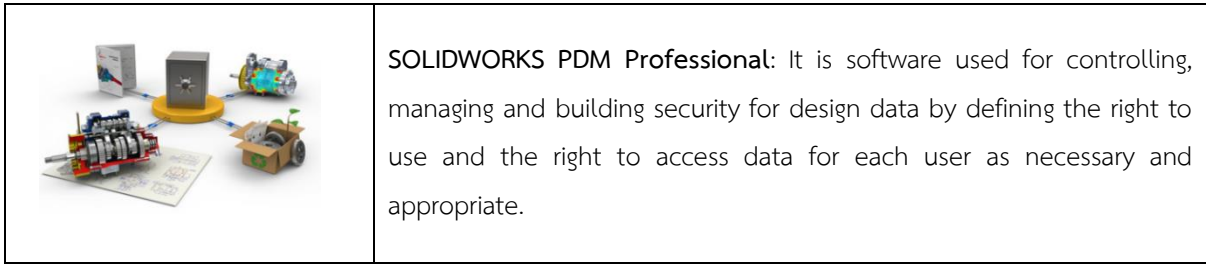 SOLIDWORKS PDM Professional: It is software used for controlling,
managing and building security for design data by defining the right to
use and the right to access data for each user as necessary and
appropriate.